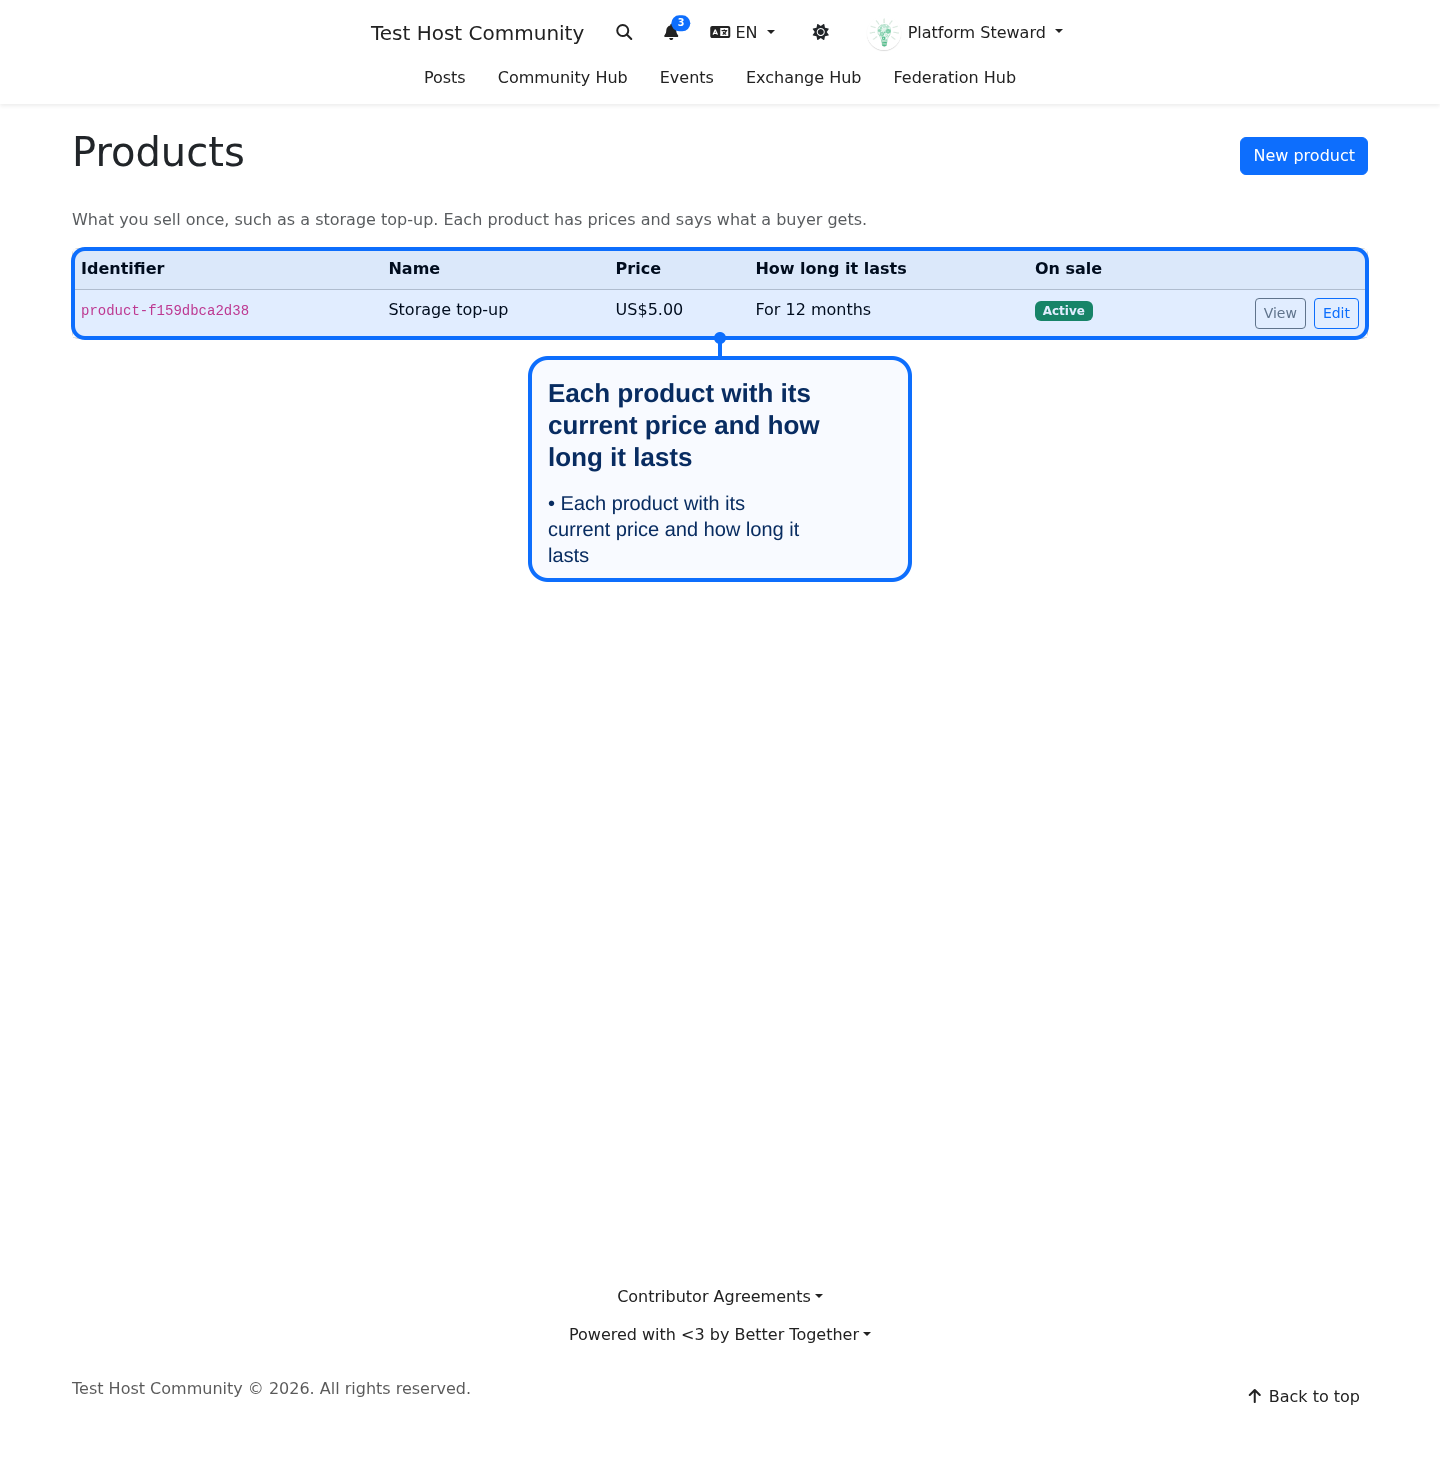 Test Host Community
3
EN
Platform Steward
Posts
Community Hub
Events
Exchange Hub
Federation Hub
Products
New product
What you sell once, such as a storage top-up. Each product has prices and says what a buyer gets.
Identifier Name Price How long it lasts On sale
product-f159dbca2d38 Storage top-up US$5.00 For 12 months Active View Edit
Each product with its
current price and how
long it lasts
• Each product with its
current price and how long it
lasts
Contributor Agreements
Powered with <3 by Better Together
Test Host Community © 2026. All rights reserved.
Back to top